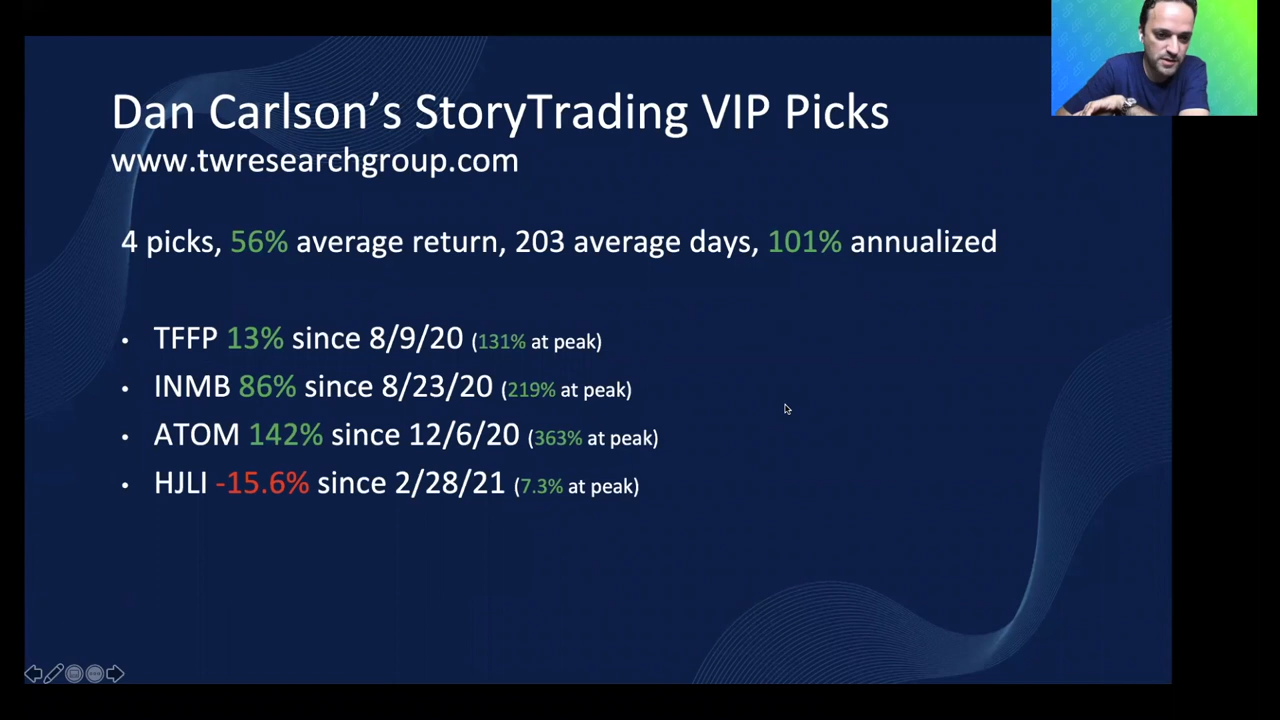 Dan Carlson’s StoryTrading VIP Picks
www.twresearchgroup.com
4 picks, 56% average return, 203 average days, 101% annualized
• TFFP 13% since 8/9/20 (131% at peak)
• INMB 86% since 8/23/20 (219% at peak)
• ATOM 142% since 12/6/20 (363% at peak)
• HJLI -15.6% since 2/28/21 (7.3% at peak)